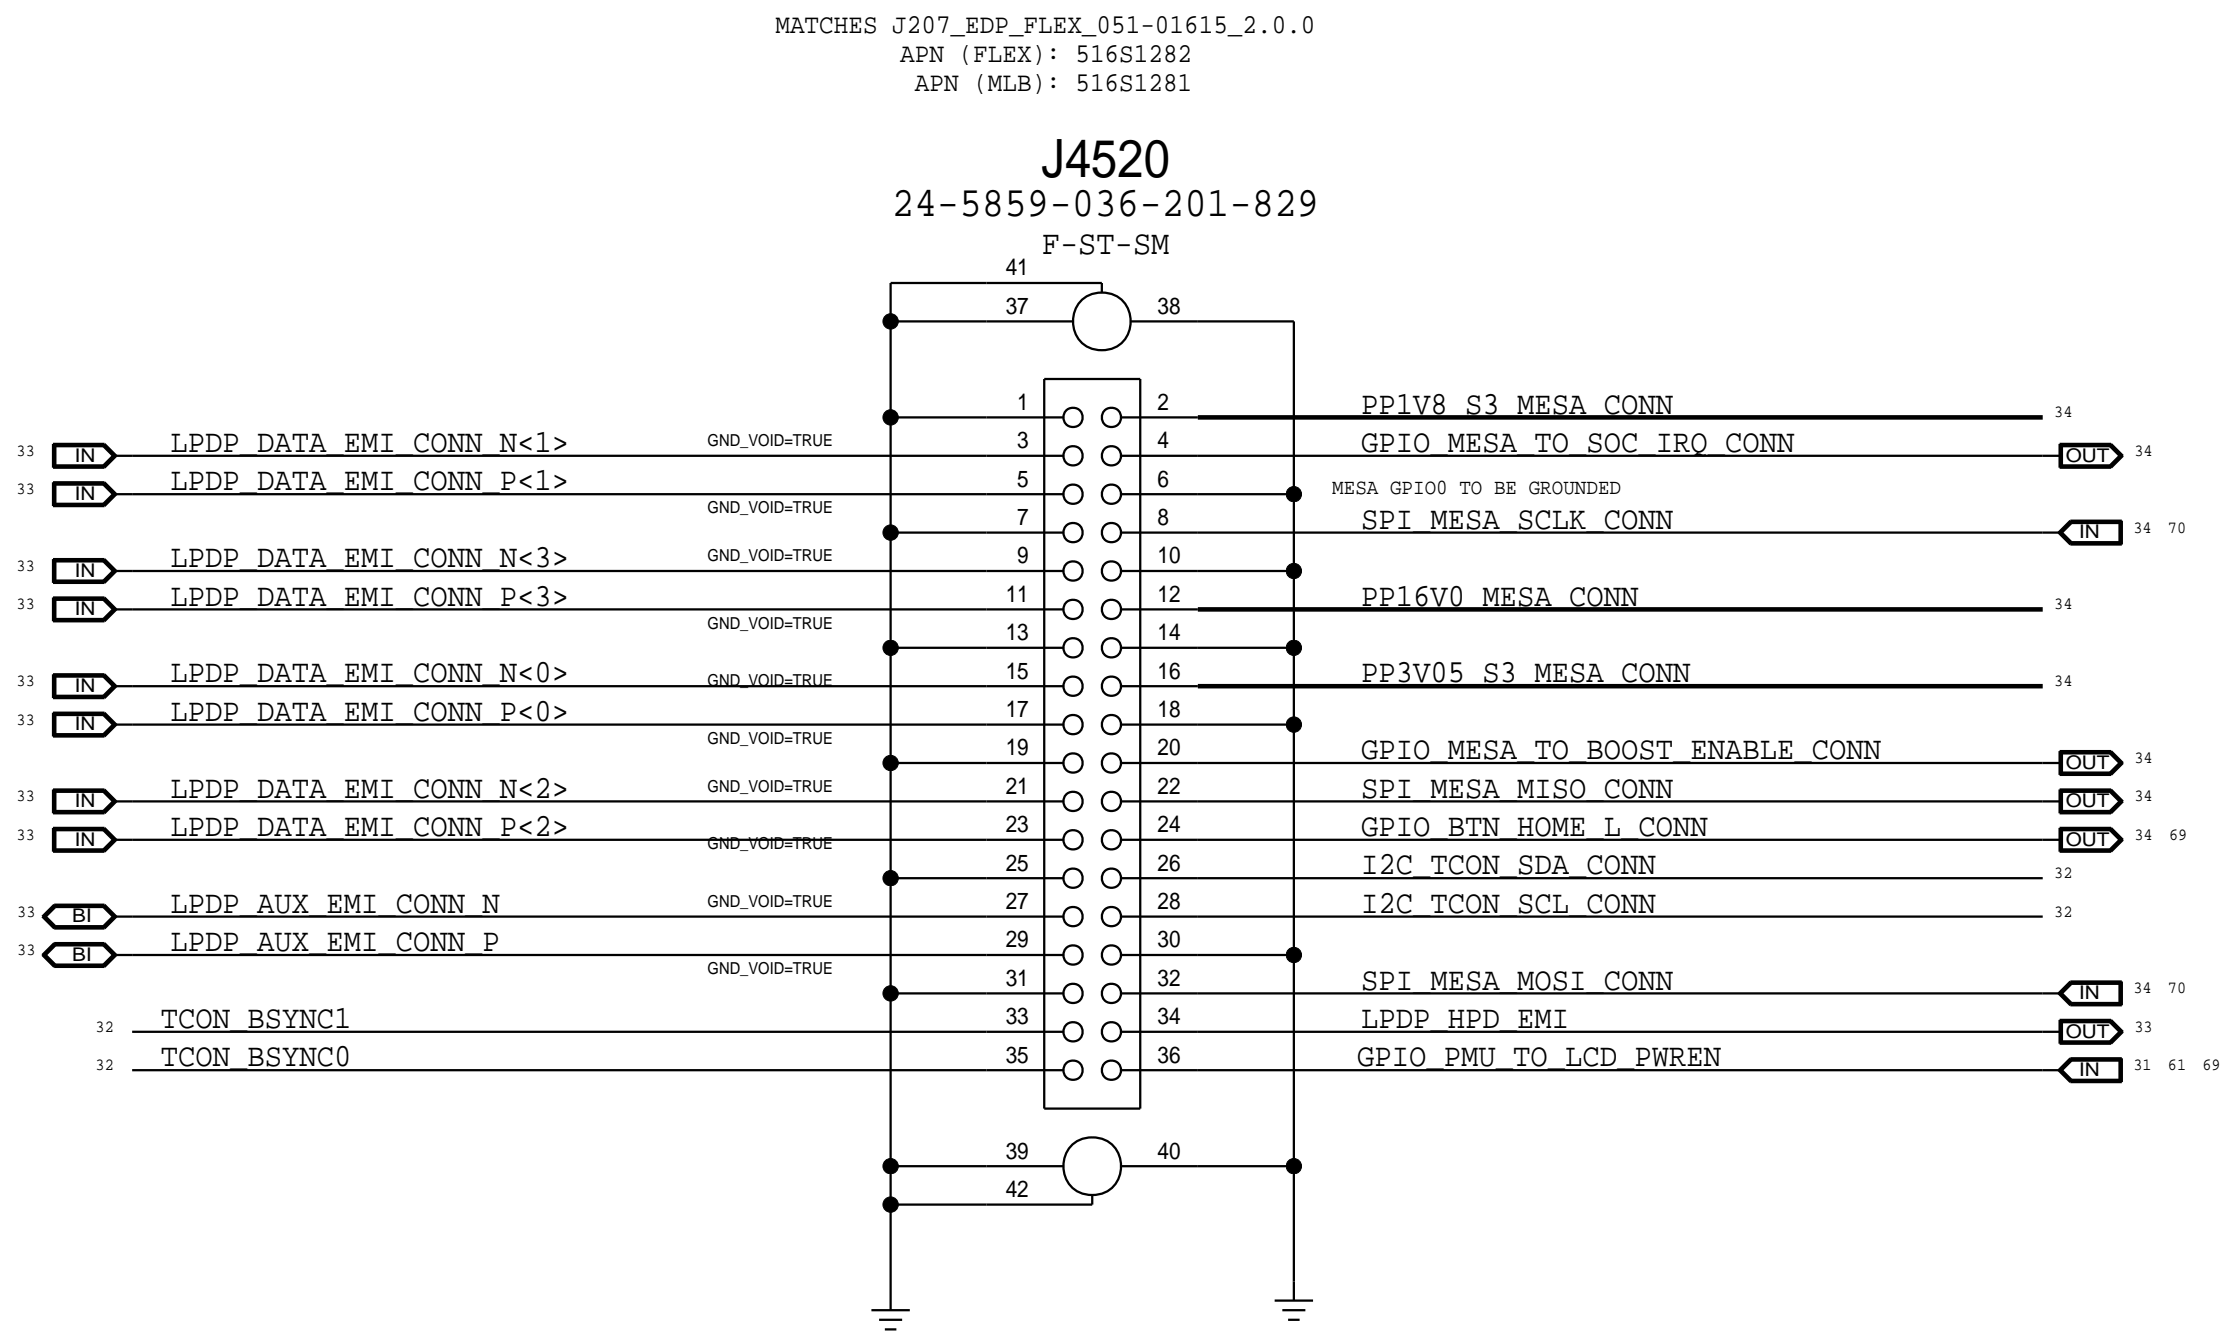 MATCHES J207_EDP_FLEX_051-01615_2.0.0
APN (FLEX): 516S1282
APN (MLB): 516S1281
J4520
24-5859-036-201-829
F-ST-SM
41
37 38
1 2 PP1V8_S3_MESA_CONN 34
33 IN LPDP_DATA_EMI_CONN_N<1> GND_VOID=TRUE 3 4 GPIO_MESA_TO_SOC_IRQ_CONN OUT 34
33 IN LPDP_DATA_EMI_CONN_P<1> 5 6 MESA GPIO0 TO BE GROUNDED
GND_VOID=TRUE 7 8 SPI_MESA_SCLK_CONN IN 34 70
33 IN LPDP_DATA_EMI_CONN_N<3> GND_VOID=TRUE 9 10
33 IN LPDP_DATA_EMI_CONN_P<3> 11 12 PP16V0_MESA_CONN 34
GND_VOID=TRUE 13 14
33 IN LPDP_DATA_EMI_CONN_N<0> GND_VOID=TRUE 15 16 PP3V05_S3_MESA_CONN 34
33 IN LPDP_DATA_EMI_CONN_P<0> 17 18
GND_VOID=TRUE 19 20 GPIO_MESA_TO_BOOST_ENABLE_CONN OUT 34
33 IN LPDP_DATA_EMI_CONN_N<2> GND_VOID=TRUE 21 22 SPI_MESA_MISO_CONN OUT 34
33 IN LPDP_DATA_EMI_CONN_P<2> GND_VOID=TRUE 23 24 GPIO_BTN_HOME_L_CONN OUT 34 69
25 26 I2C_TCON_SDA_CONN 32
33 BI LPDP_AUX_EMI_CONN_N GND_VOID=TRUE 27 28 I2C_TCON_SCL_CONN 32
33 BI LPDP_AUX_EMI_CONN_P 29 30
GND_VOID=TRUE 31 32 SPI_MESA_MOSI_CONN IN 34 70
32 TCON_BSYNC1 33 34 LPDP_HPD_EMI OUT 33
32 TCON_BSYNC0 35 36 GPIO_PMU_TO_LCD_PWREN IN 31 61 69
39 40
42